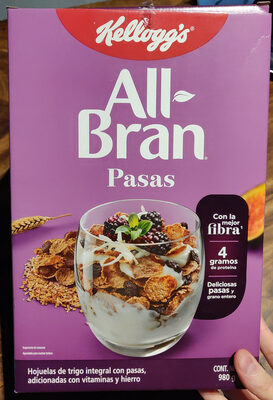 Kellogg's
All-
Bran
Pasas
Con la
mejor
fibra
4
gramos
de proteína
Deliciosas
pasas y
grano entero
Hojuelas de trigo integral con pasas,
adicionadas con vitaminas y hierro
CONT.
980